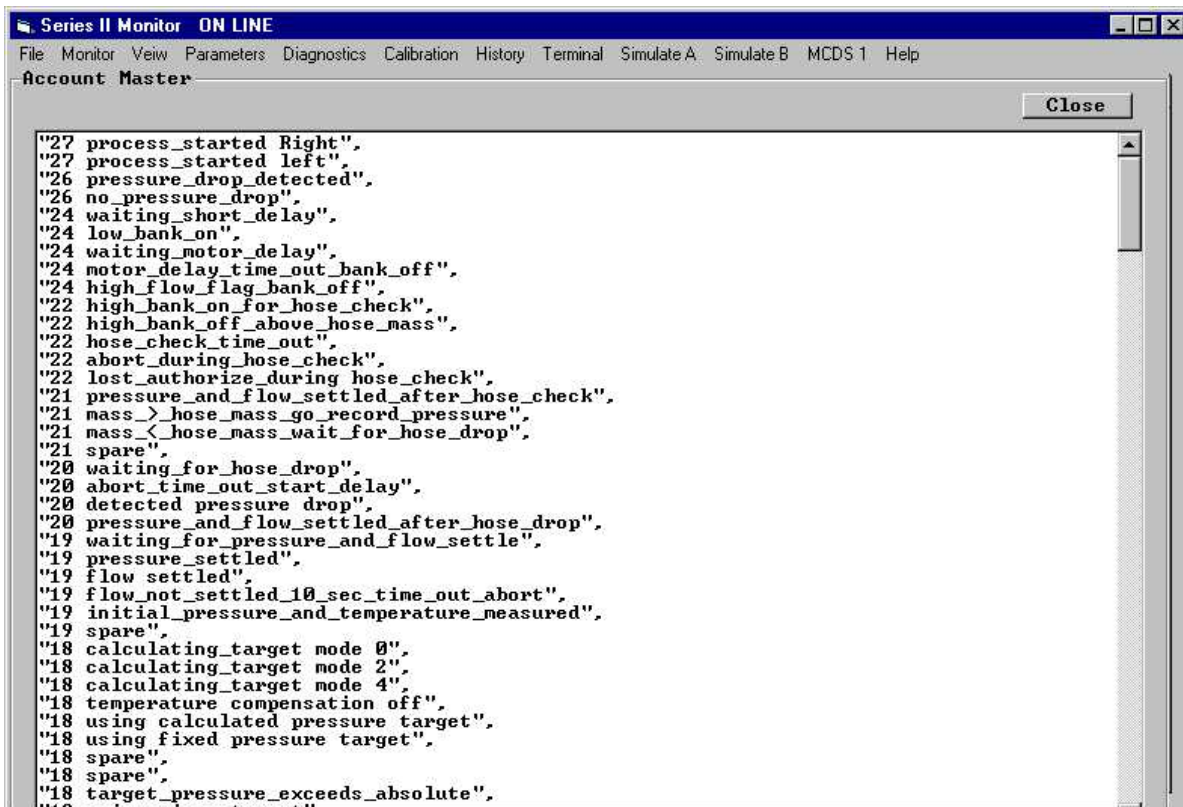 Series II Monitor ON LINE
File Monitor Veiw Parameters Diagnostics Calibration History Terminal Simulate A Simulate B MCDS 1 Help
Account Master
Close
"27 process_started Right",
"27 process_started left",
"26 pressure_drop_detected",
"26 no_pressure_drop",
"24 waiting_short_delay",
"24 low_bank_on",
"24 waiting_motor_delay",
"24 motor_delay_time_out_bank_off",
"24 high_flow_flag_bank_off",
"22 high_bank_on_for_hose_check",
"22 high_bank_off_above_hose_mass",
"22 hose_check_time_out",
"22 abort_during_hose_check",
"22 lost_authorize_during hose_check",
"21 pressure_and_flow_settled_after_hose_check",
"21 mass_>_hose_mass_go_record_pressure",
"21 mass_<_hose_mass_wait_for_hose_drop",
"21 spare",
"20 waiting_for_hose_drop",
"20 abort_time_out_start_delay",
"20 detected pressure drop",
"20 pressure_and_flow_settled_after_hose_drop",
"19 waiting_for_pressure_and_flow_settle",
"19 pressure_settled",
"19 flow settled",
"19 flow_not_settled_10_sec_time_out_abort",
"19 initial_pressure_and_temperature_measured",
"19 spare",
"18 calculating_target mode 0",
"18 calculating_target mode 2",
"18 calculating_target mode 4",
"18 temperature compensation off",
"18 using calculated pressure target",
"18 using fixed pressure target",
"18 spare",
"18 spare",
"18 target_pressure_exceeds_absolute",